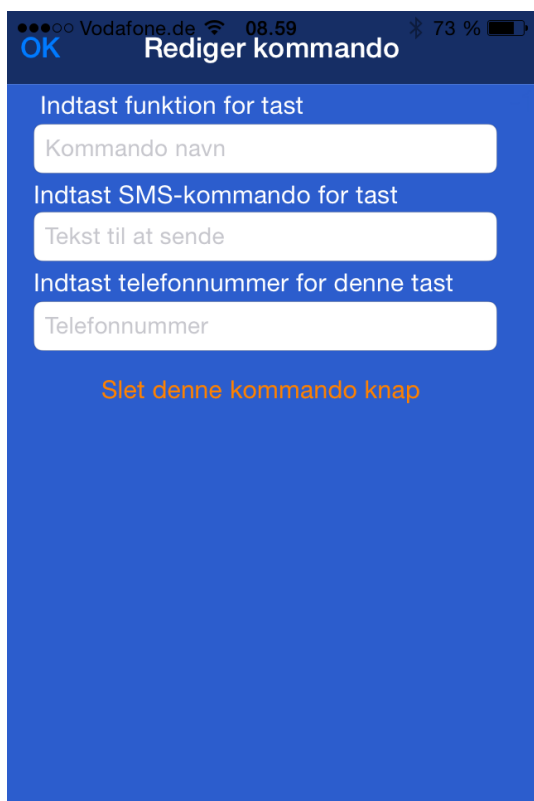 Vodafone.de 08.59 73 %
OK Rediger kommando
Indtast funktion for tast
Kommando navn
Indtast SMS-kommando for tast
Tekst til at sende
Indtast telefonnummer for denne tast
Telefonnummer
Slet denne kommando knap